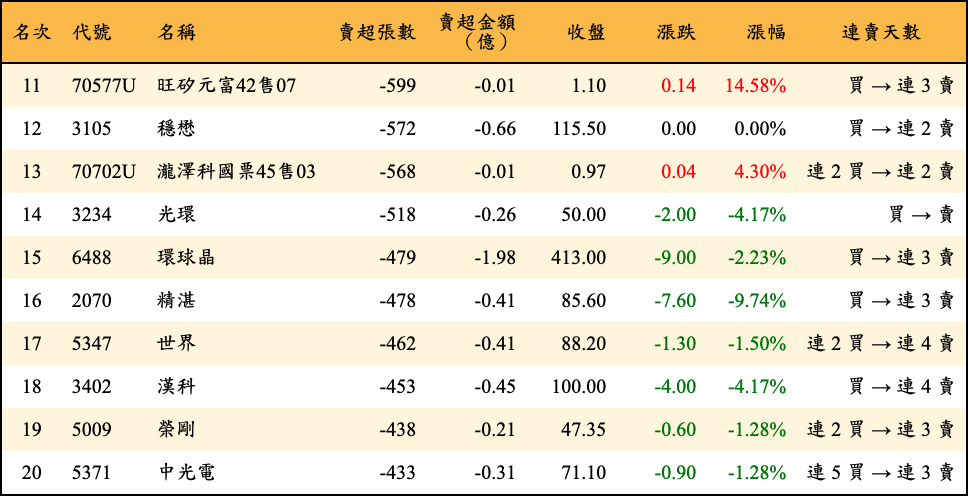 名次 代號 名稱 賣超張數 賣超金額（億） 收盤 漲跌 漲幅 連賣天數
11 70577U 旺矽元富42售07 -599 -0.01 1.10 0.14 14.58% 買 → 連 3 賣
12 3105 穩懋 -572 -0.66 115.50 0.00 0.00% 買 → 連 2 賣
13 70702U 瀧澤科國票45售03 -568 -0.01 0.97 0.04 4.30% 連 2 買 → 連 2 賣
14 3234 光環 -518 -0.26 50.00 -2.00 -4.17% 買 → 賣
15 6488 環球晶 -479 -1.98 413.00 -9.00 -2.23% 買 → 連 3 賣
16 2070 精湛 -478 -0.41 85.60 -7.60 -9.74% 買 → 連 3 賣
17 5347 世界 -462 -0.41 88.20 -1.30 -1.50% 連 2 買 → 連 4 賣
18 3402 漢科 -453 -0.45 100.00 -4.00 -4.17% 買 → 連 4 賣
19 5009 榮剛 -438 -0.21 47.35 -0.60 -1.28% 連 2 買 → 連 3 賣
20 5371 中光電 -433 -0.31 71.10 -0.90 -1.28% 連 5 買 → 連 3 賣